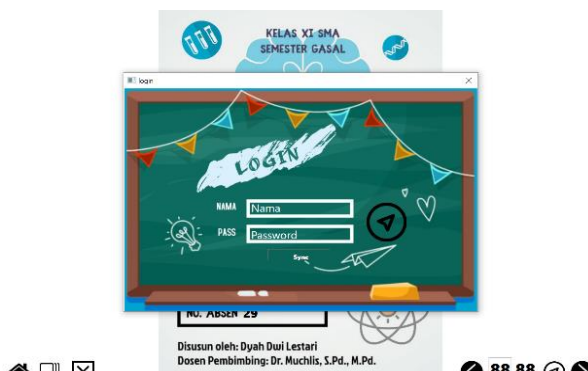 KELAS XI SMA
SEMESTER GASAL
login
LOGIN
NAMA Nama
PASS Password
Sync
NO. ABSEN 29
Disusun oleh: Dyah Dwi Lestari
Dosen Pembimbing: Dr. Muchlis, S.Pd., M.Pd.
88 88